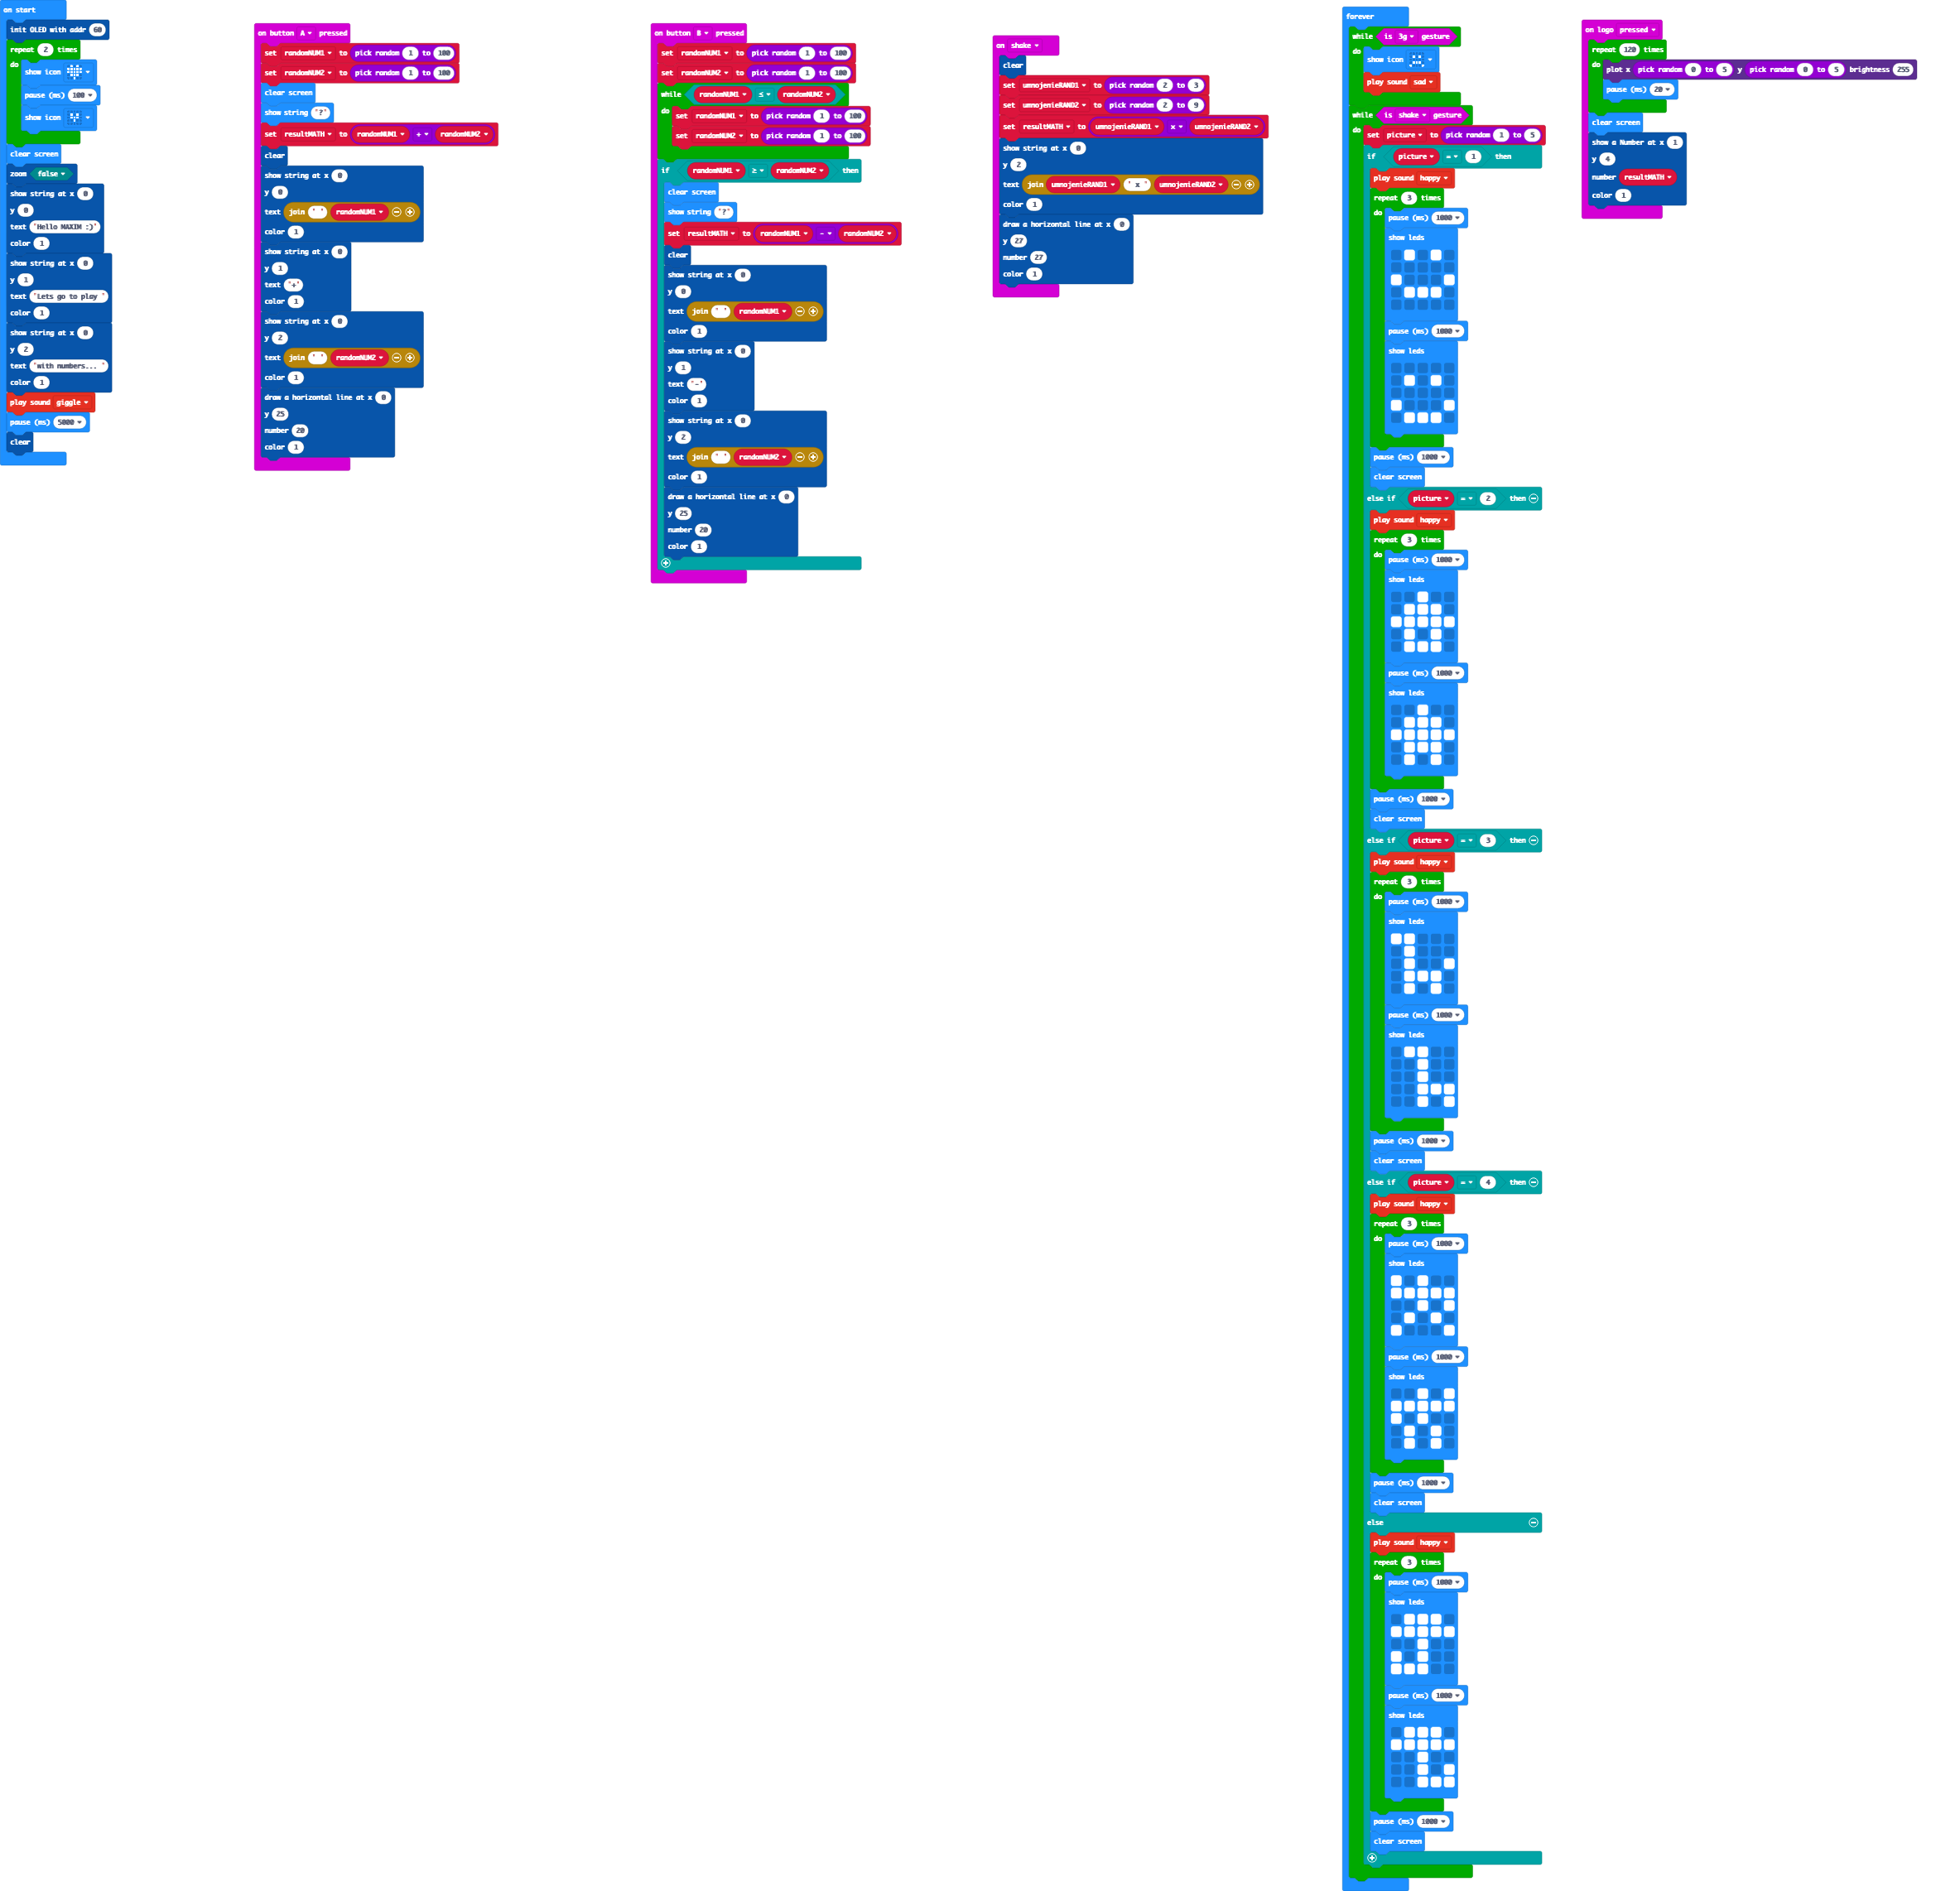 on start
init OLED with addr 60
repeat 2 times
do
show icon
pause (ms) 100
show icon
clear screen
zoom false
show string at x 0
y 0
text "Hello MAXIM :)"
color 1
show string at x 0
y 1
text "Lets go to play "
color 1
show string at x 0
y 2
text "with numbers... "
color 1
play sound giggle
pause (ms) 5000
clear
on button A pressed
set randomNUM1 to pick random 1 to 100
set randomNUM2 to pick random 1 to 100
clear screen
show string "?"
set resultMATH to randomNUM1 + randomNUM2
clear
show string at x 0
y 0
text join " " randomNUM1
color 1
show string at x 0
y 1
text "+"
color 1
show string at x 0
y 2
text join " " randomNUM2
color 1
draw a horizontal line at x 0
y 25
number 20
color 1
on button B pressed
set randomNUM1 to pick random 1 to 100
set randomNUM2 to pick random 1 to 100
while randomNUM1 ≤ randomNUM2
do
set randomNUM1 to pick random 1 to 100
set randomNUM2 to pick random 1 to 100
if randomNUM1 ≥ randomNUM2 then
clear screen
show string "?"
set resultMATH to randomNUM1 - randomNUM2
clear
show string at x 0
y 0
text join " " randomNUM1
color 1
show string at x 0
y 1
text "-"
color 1
show string at x 0
y 2
text join " " randomNUM2
color 1
draw a horizontal line at x 0
y 25
number 20
color 1
on shake
clear
set umnojenieRAND1 to pick random 2 to 3
set umnojenieRAND2 to pick random 2 to 9
set resultMATH to umnojenieRAND1 x umnojenieRAND2
show string at x 0
y 2
text join umnojenieRAND1 " x " umnojenieRAND2
color 1
draw a horizontal line at x 0
y 27
number 27
color 1
forever
while is 3g gesture
do
show icon
play sound sad
while is shake gesture
do
set picture to pick random 1 to 5
if picture = 1 then
play sound happy
repeat 3 times
do
pause (ms) 1000
show leds
pause (ms) 1000
show leds
pause (ms) 1000
clear screen
else if picture = 2 then
play sound happy
repeat 3 times
do
pause (ms) 1000
show leds
pause (ms) 1000
show leds
pause (ms) 1000
clear screen
else if picture = 3 then
play sound happy
repeat 3 times
do
pause (ms) 1000
show leds
pause (ms) 1000
show leds
pause (ms) 1000
clear screen
else if picture = 4 then
play sound happy
repeat 3 times
do
pause (ms) 1000
show leds
pause (ms) 1000
show leds
pause (ms) 1000
clear screen
else
play sound happy
repeat 3 times
do
pause (ms) 1000
show leds
pause (ms) 1000
show leds
pause (ms) 1000
clear screen
on logo pressed
repeat 120 times
do
plot x pick random 0 to 5 y pick random 0 to 5 brightness 255
pause (ms) 20
clear screen
show a Number at x 1
y 4
number resultMATH
color 1